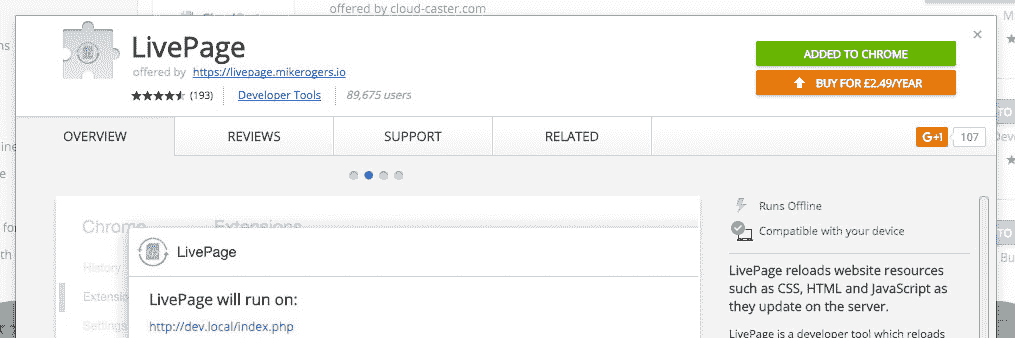 offered by cloud-caster.com
LivePage
offered by https://livepage.mikerogers.io
(193) Developer Tools 89,675 users
ADDED TO CHROME
BUY FOR £2.49/YEAR
OVERVIEW REVIEWS SUPPORT RELATED
G+1 107
Chrome Extensions
History
Settings
LivePage
LivePage will run on:
http://dev.local/index.php
Runs Offline
Compatible with your device
LivePage reloads website resources
such as CSS, HTML and JavaScript as
they update on the server.
LivePage is a developer tool which reloads